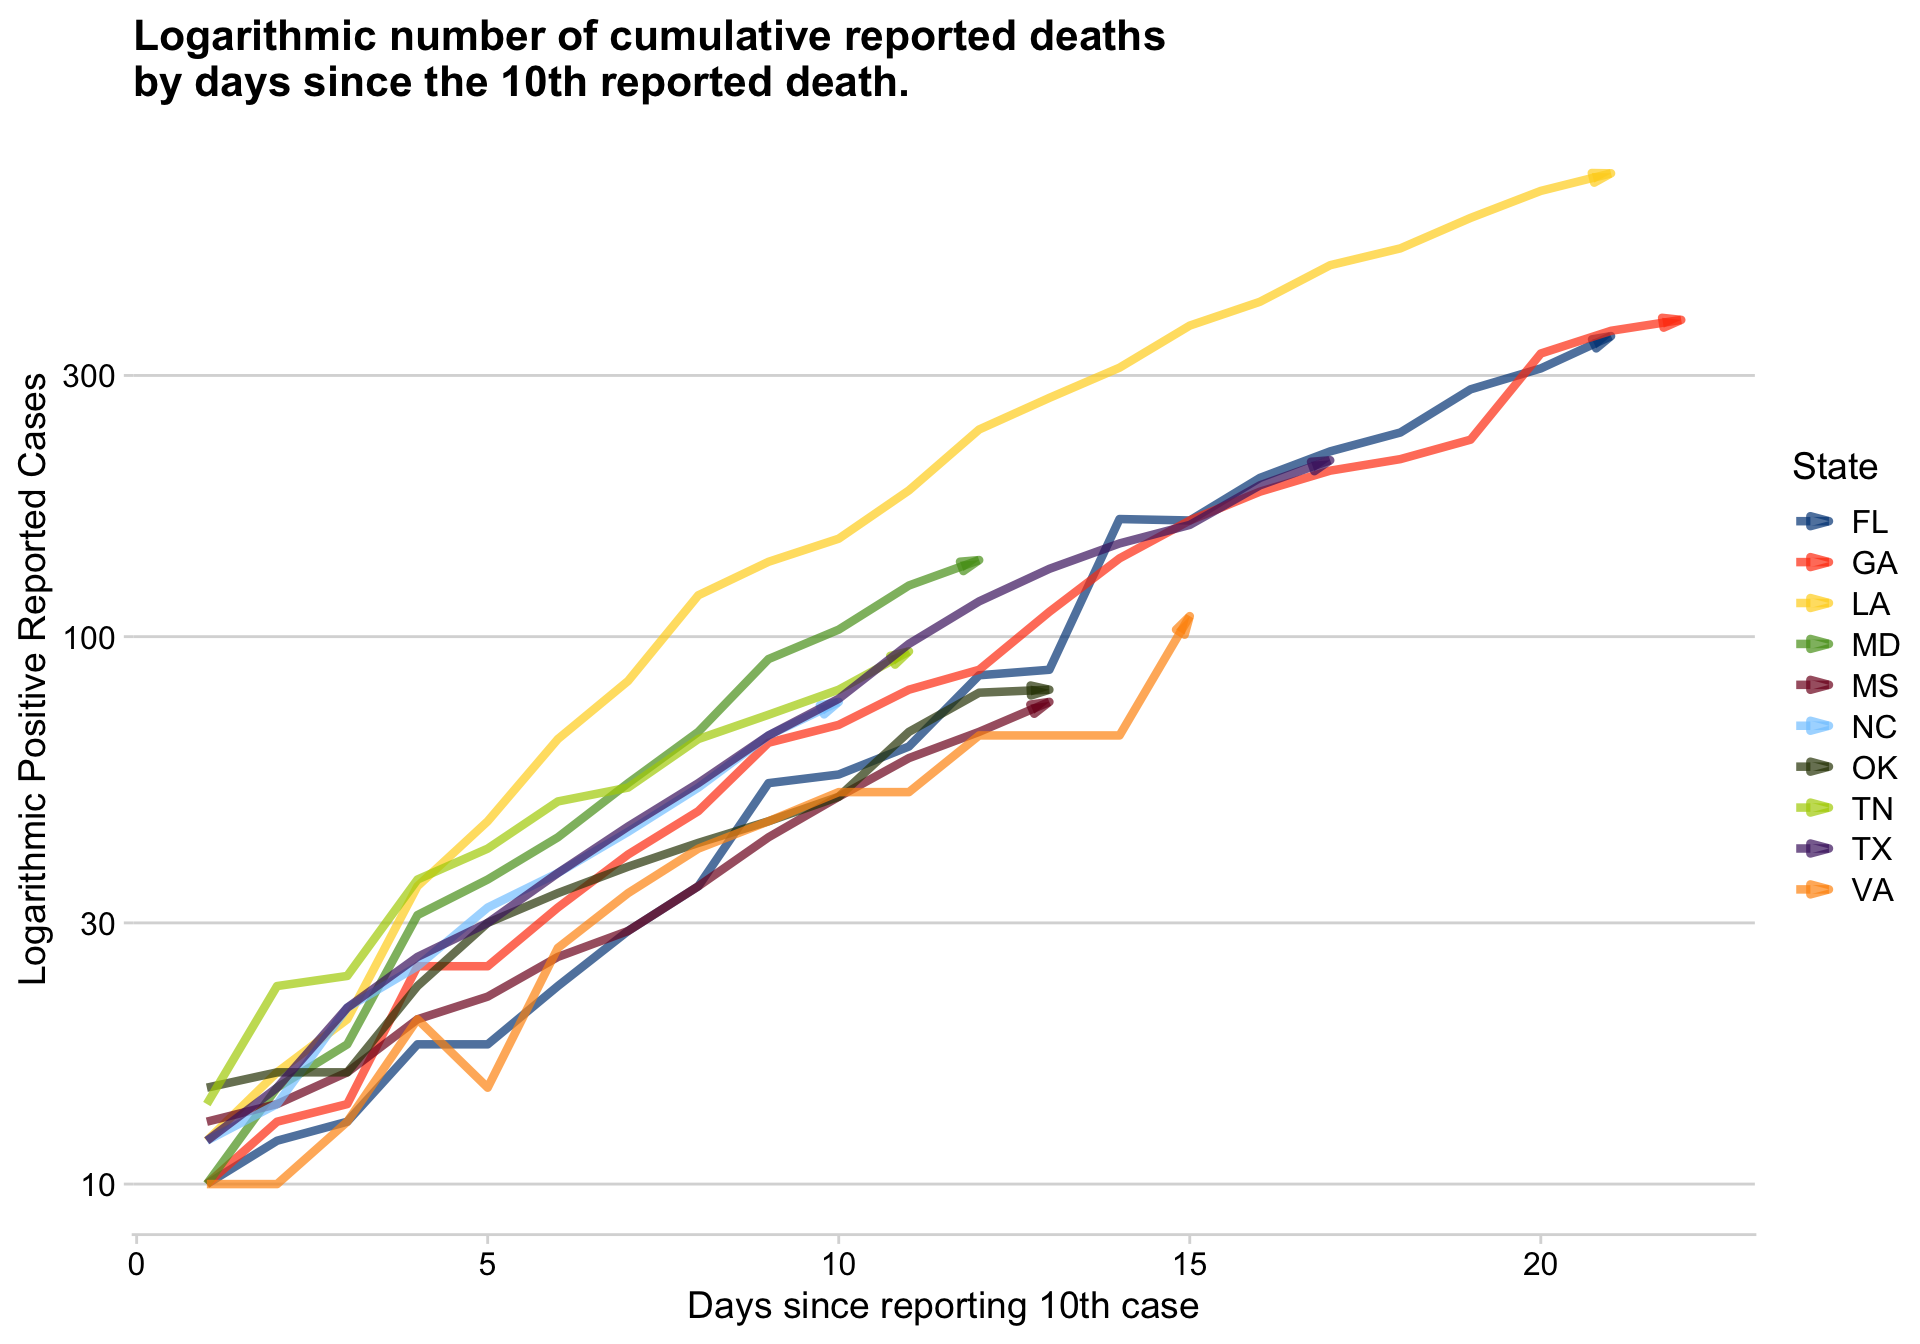 Logarithmic number of cumulative reported deaths
by days since the 10th reported death.
Logarithmic Positive Reported Cases
300
100
30
10
0
5
10
15
20
Days since reporting 10th case
State
FL
GA
LA
MD
MS
NC
OK
TN
TX
VA